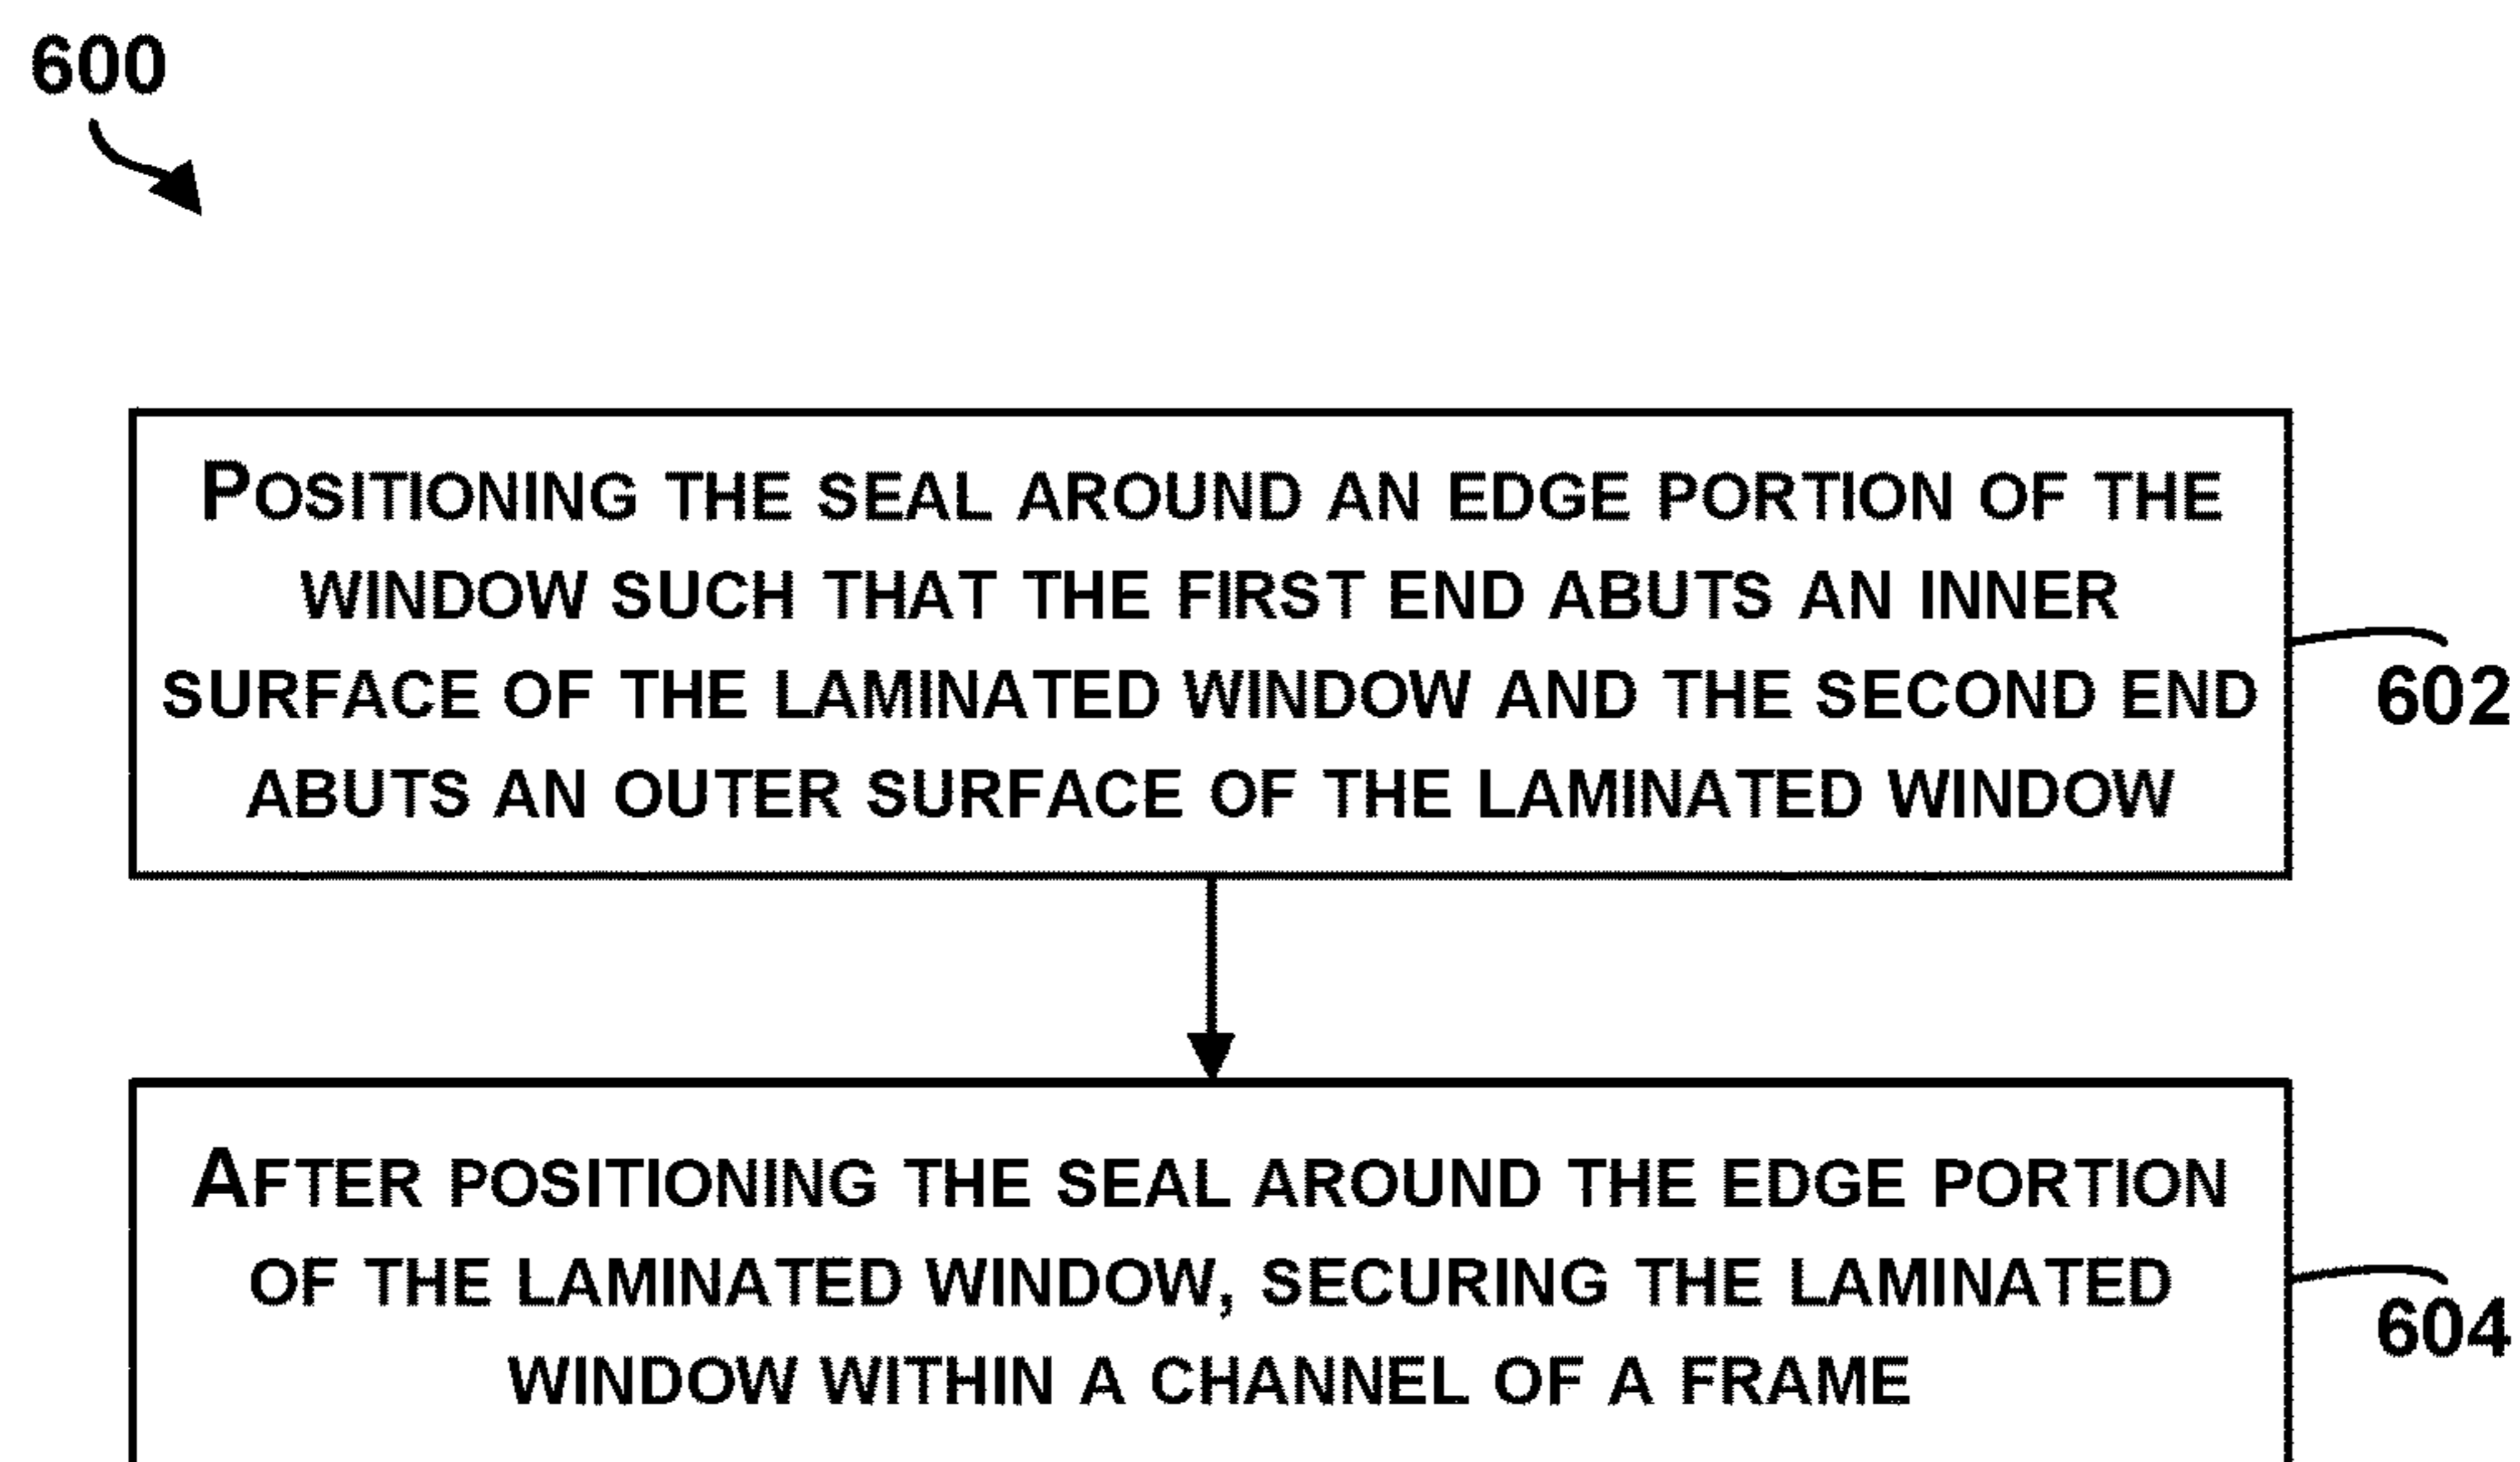 600
POSITIONING THE SEAL AROUND AN EDGE PORTION OF THE
WINDOW SUCH THAT THE FIRST END ABUTS AN INNER
SURFACE OF THE LAMINATED WINDOW AND THE SECOND END
ABUTS AN OUTER SURFACE OF THE LAMINATED WINDOW
602
AFTER POSITIONING THE SEAL AROUND THE EDGE PORTION
OF THE LAMINATED WINDOW, SECURING THE LAMINATED
WINDOW WITHIN A CHANNEL OF A FRAME
604